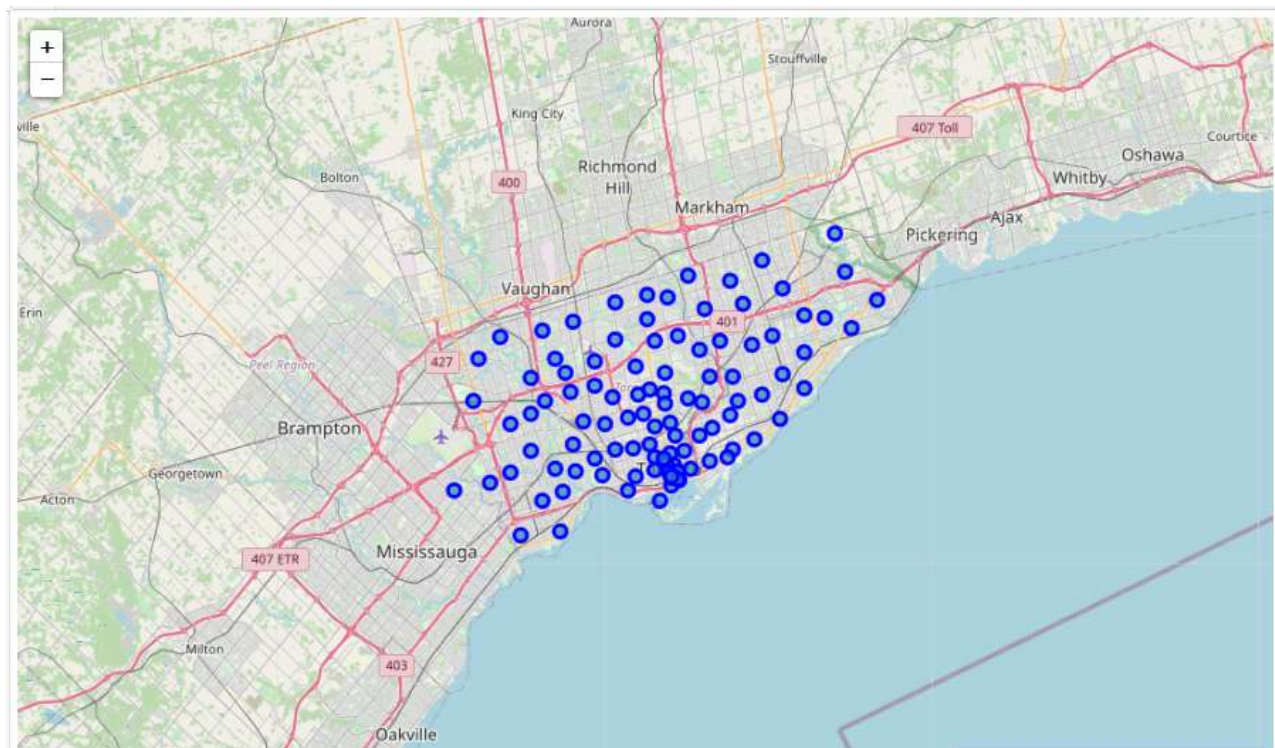 Aurora
+
−
Stouffville
King City
ville
407 Toll
Courtice
Richmond
Hill
Oshawa
Bolton
400
Whitby
Markham
Ajax
Pickering
Vaughan
Erin
401
427
Peel Region
Brampton
Georgetown
Acton
Mississauga
407 ETR
Milton
403
Oakville